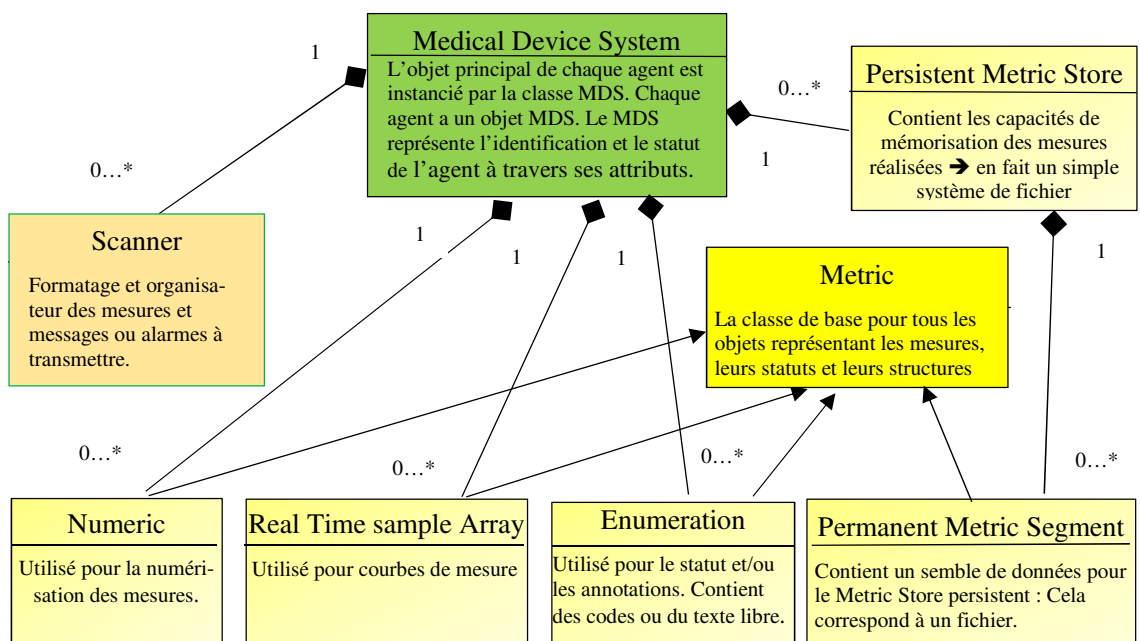 Medical Device System
L'objet principal de chaque agent est
instancié par la classe MDS. Chaque
agent a un objet MDS. Le MDS
représente l'identification et le statut
de l'agent à travers ses attributs.
1
0…*
Persistent Metric Store
Contient les capacités de
mémorisation des mesures
réalisées ➔ en fait un simple
système de fichier
0…*
1
Scanner
Formatage et organisa-
teur des mesures et
messages ou alarmes à
transmettre.
1
1
1
1
Metric
La classe de base pour tous les
objets représentant les mesures,
leurs statuts et leurs structures
0…*
0…*
0…*
0…*
Numeric
Utilisé pour la numéri-
sation des mesures.
Real Time sample Array
Utilisé pour courbes de mesure
Enumeration
Utilisé pour le statut et/ou
les annotations. Contient
des codes ou du texte libre.
Permanent Metric Segment
Contient un semble de données pour
le Metric Store persistent : Cela
correspond à un fichier.